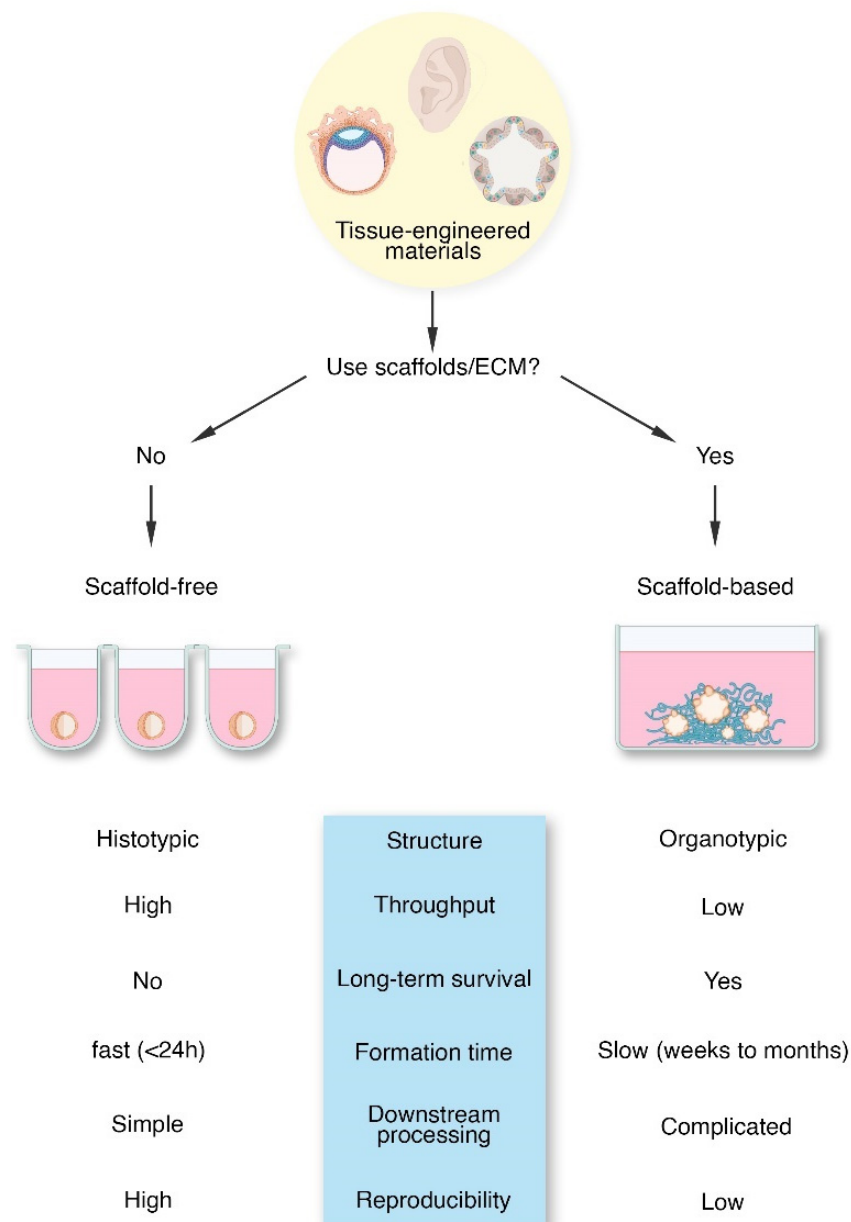 Tissue-engineered
materials
Use scaffolds/ECM?
No
Yes
Scaffold-free
Scaffold-based
Histotypic
Structure
Organotypic
High
Throughput
Low
No
Long-term survival
Yes
fast (<24h)
Formation time
Slow (weeks to months)
Simple
Downstream
processing
Complicated
High
Reproducibility
Low